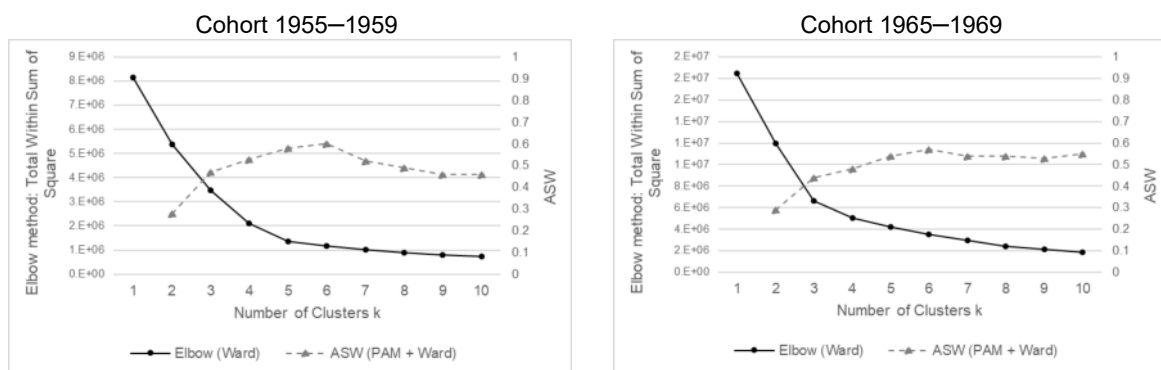 Cohort 1955–1959
Elbow method: Total Within Sum of
Square
9.E+06
8.E+06
7.E+06
6.E+06
5.E+06
4.E+06
3.E+06
2.E+06
1.E+06
0.E+00
1
0.9
0.8
0.7
0.6
0.5
0.4
0.3
0.2
0.1
0
ASW
1 2 3 4 5 6 7 8 9 10
Number of Clusters k
Elbow (Ward) ASW (PAM + Ward)
Cohort 1965–1969
Elbow method: Total Within Sum of
Square
2.E+07
2.E+07
2.E+07
1.E+07
1.E+07
1.E+07
8.E+06
6.E+06
4.E+06
2.E+06
0.E+00
1
0.9
0.8
0.7
0.6
0.5
0.4
0.3
0.2
0.1
0
ASW
1 2 3 4 5 6 7 8 9 10
Number of Clusters k
Elbow (Ward) ASW (PAM + Ward)